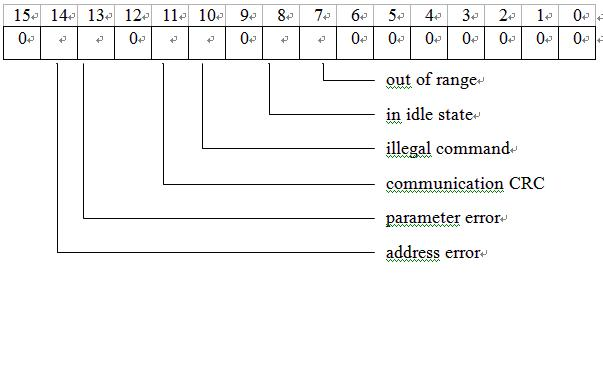 15 14 13 12 11 10 9 8 7 6 5 4 3 2 1 0
0 0 0 0 0 0 0 0 0 0
out of range
in idle state
illegal command
communication CRC
parameter error
address error